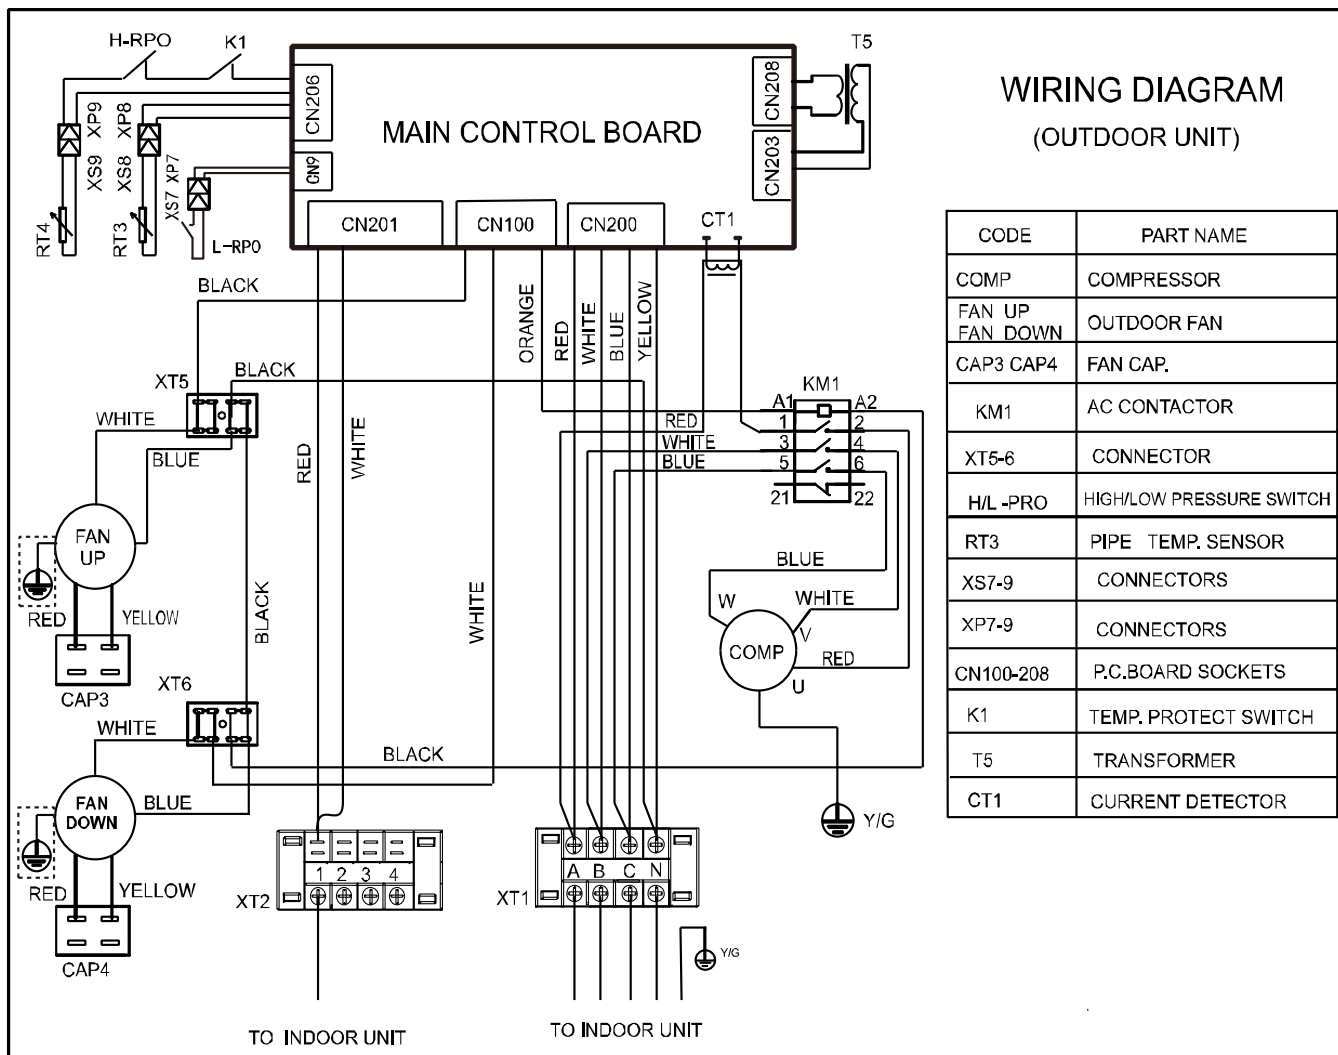 WIRING DIAGRAM
(OUTDOOR UNIT)
H-RPO
K1
T5
MAIN CONTROL BOARD
CN206
CN9
CN208
CN203
CN201
CN100
CN200
CT1
XP9
XP8
XS9
XS8
XS7 XP7
RT4
RT3
L-RPO
BLACK
ORANGE
RED
WHITE
BLUE
YELLOW
XT5
BLACK
WHITE
BLUE
RED
WHITE
KM1
A1
A2
RED
1
2
WHITE
3
4
BLUE
5
6
21
22
FAN
UP
RED
YELLOW
CAP3
BLACK
WHITE
BLUE
W
WHITE
V
COMP
RED
U
XT6
WHITE
BLACK
FAN
DOWN
BLUE
Y/G
RED
YELLOW
CAP4
XT2
1 2 3 4
XT1
A B C N
Y/G
TO INDOOR UNIT
TO INDOOR UNIT
CODE PART NAME
COMP COMPRESSOR
FAN UP
FAN DOWN OUTDOOR FAN
CAP3 CAP4 FAN CAP.
KM1 AC CONTACTOR
XT5-6 CONNECTOR
H/L -PRO HIGH/LOW PRESSURE SWITCH
RT3 PIPE TEMP. SENSOR
XS7-9 CONNECTORS
XP7-9 CONNECTORS
CN100-208 P.C.BOARD SOCKETS
K1 TEMP. PROTECT SWITCH
T5 TRANSFORMER
CT1 CURRENT DETECTOR